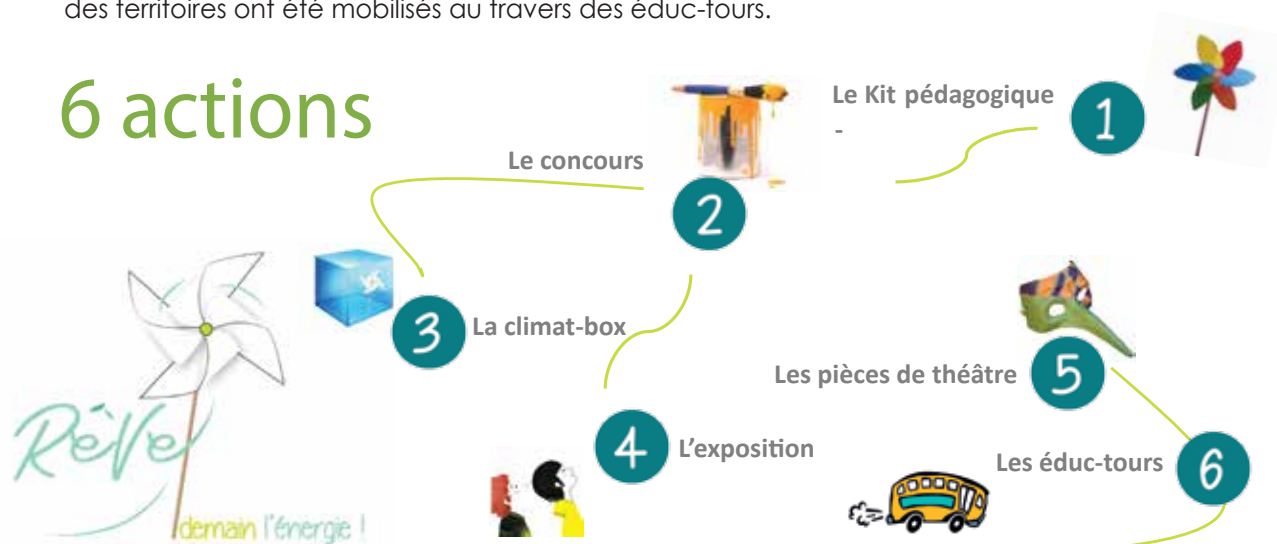 des territoires ont été mobilisés au travers des éduc-tours.
6 actions
Le Kit pédagogique
-
1
Le concours
2
3
La climat-box
Les pièces de théâtre
5
4
L'exposition
Les éduc-tours
6
Rêve
demain l'énergie !